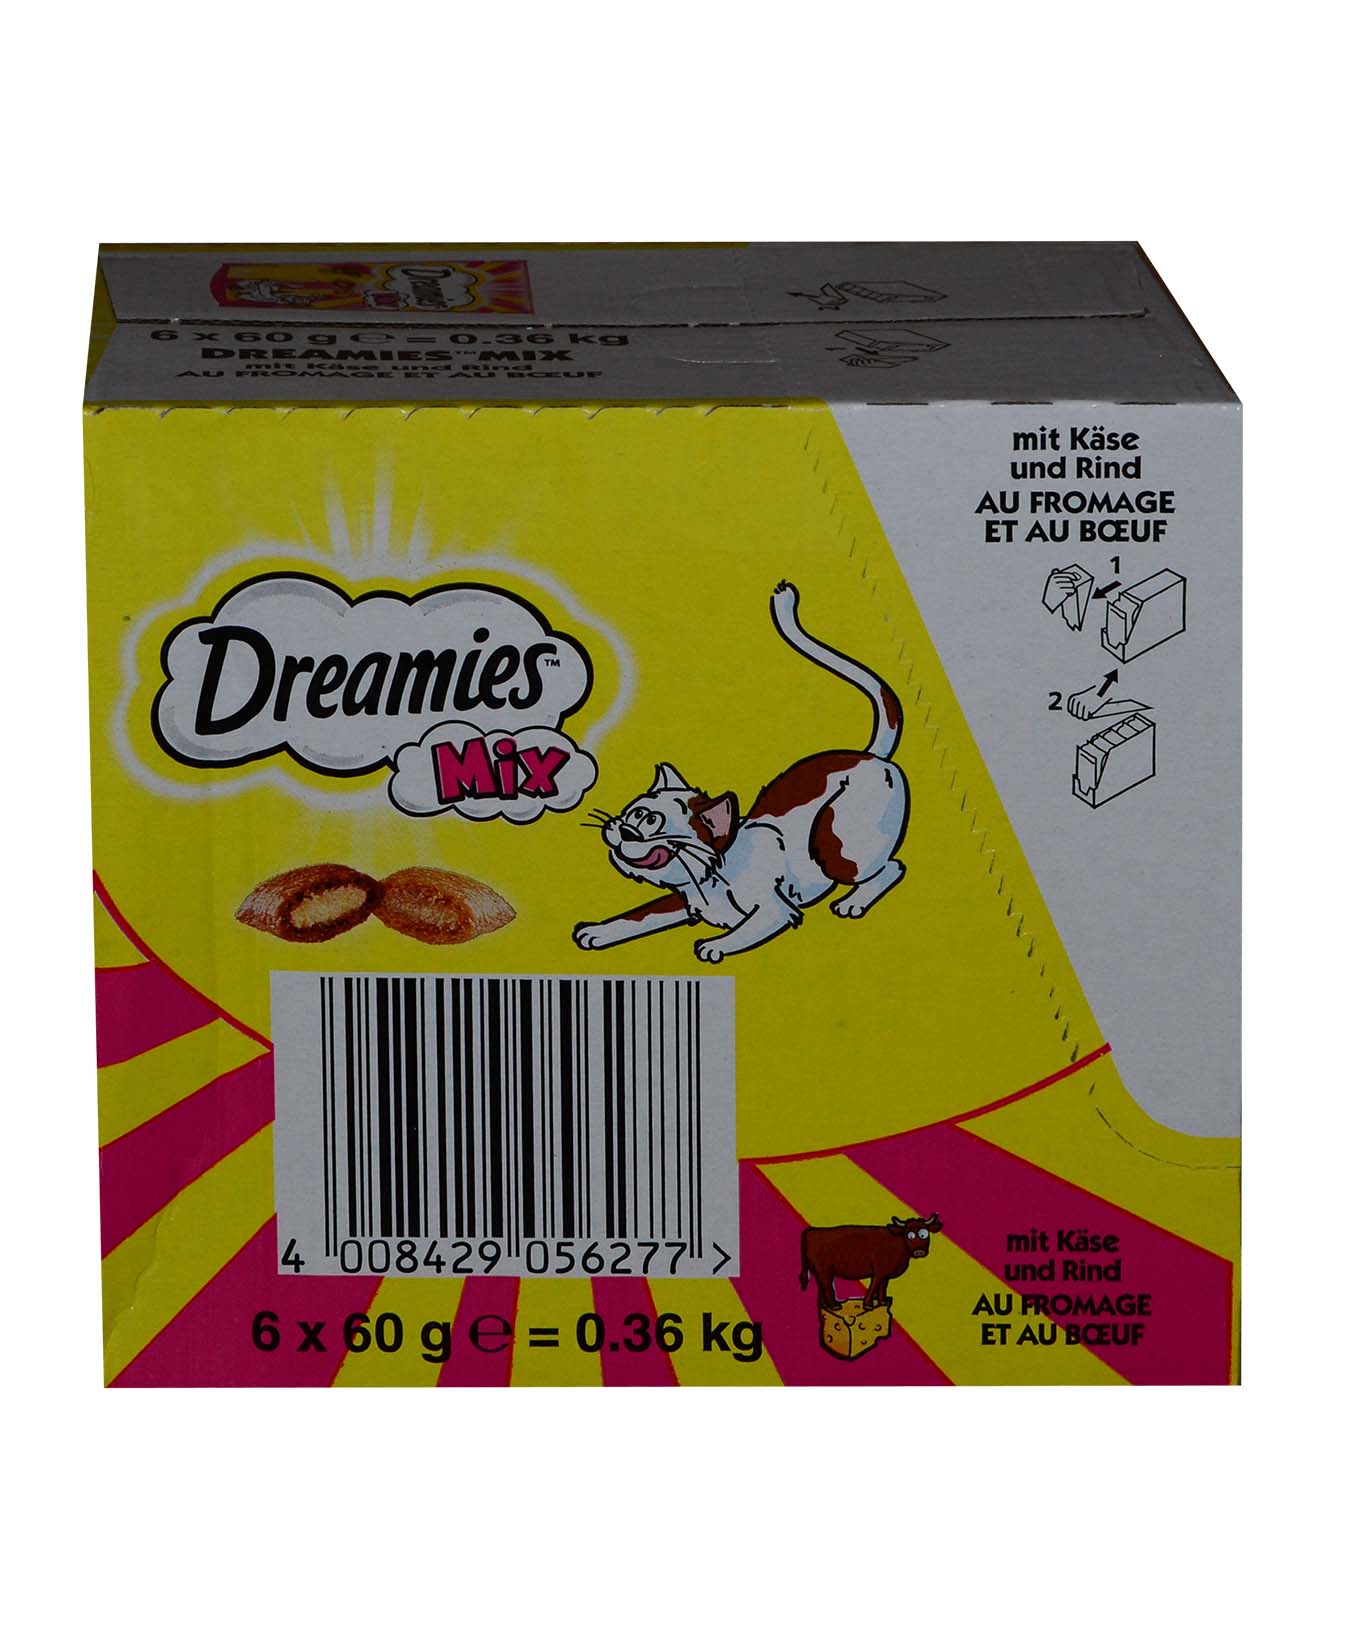 Dreamies
Mix
6 x 60 g ℮ = 0.36 kg
DREAMIES™ MIX
mit Käse und Rind
AU FROMAGE ET AU BŒUF
mit Käse
und Rind
AU FROMAGE
ET AU BŒUF
1
2
Dreamies™
Mix
4 008429 056277 >
6 x 60 g ℮ = 0.36 kg
mit Käse
und Rind
AU FROMAGE
ET AU BŒUF